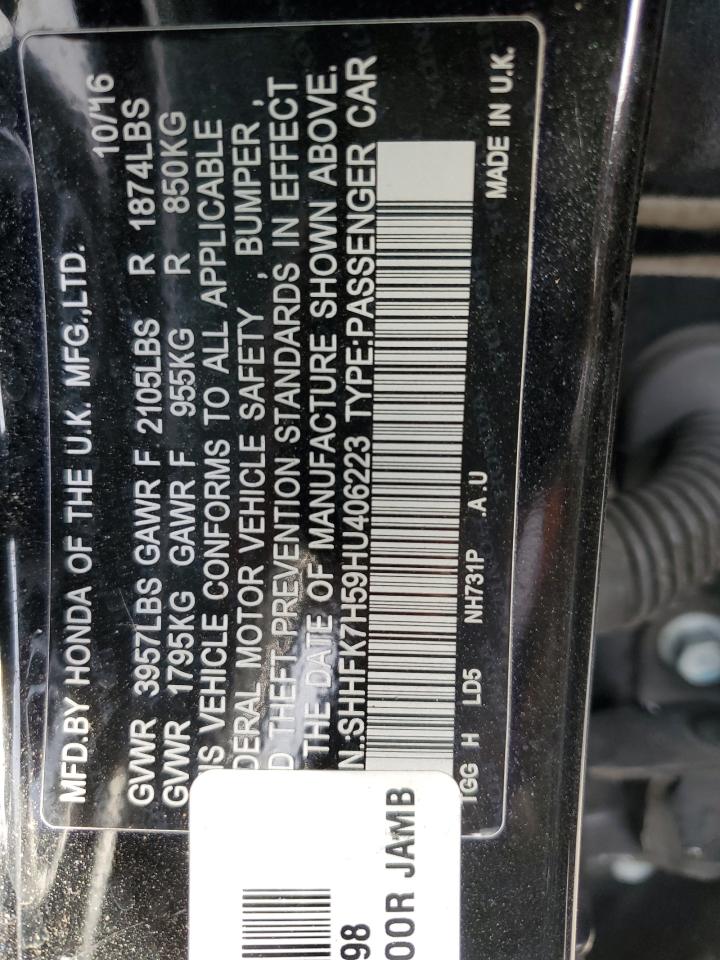 MFD.BY HONDA OF THE U.K. MFG.,LTD. 10/16
GVWR 3957LBS GAWR F 2105LBS R 1874LBS
GVWR 1795KG GAWR F 955KG R 850KG
S VEHICLE CONFORMS TO ALL APPLICABLE
DERAL MOTOR VEHICLE SAFETY , BUMPER ,
D THEFT PREVENTION STANDARDS IN EFFECT
THE DATE OF MANUFACTURE SHOWN ABOVE.
N.SHHFK7H59HU406223 TYPE:PASSENGER CAR
TGG H LD5 NH731P .A.U
MADE IN U.K.
98
OOR JAMB